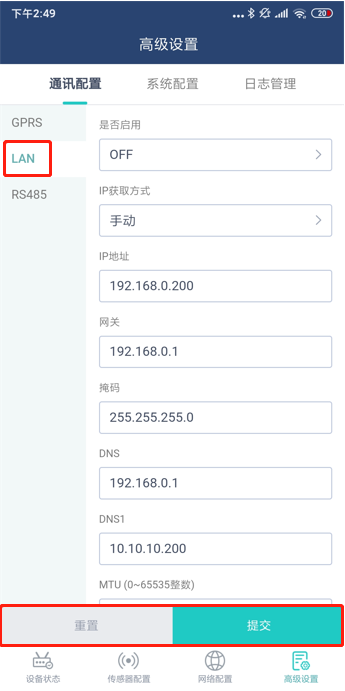 下午2:49
20
高级设置
通讯配置 系统配置 日志管理
GPRS
LAN
RS485
是否启用
OFF
IP获取方式
手动
IP地址
192.168.0.200
网关
192.168.0.1
掩码
255.255.255.0
DNS
192.168.0.1
DNS1
10.10.10.200
MTU (0~65535整数)
重置 提交
设备状态 传感器配置 网络配置 高级设置